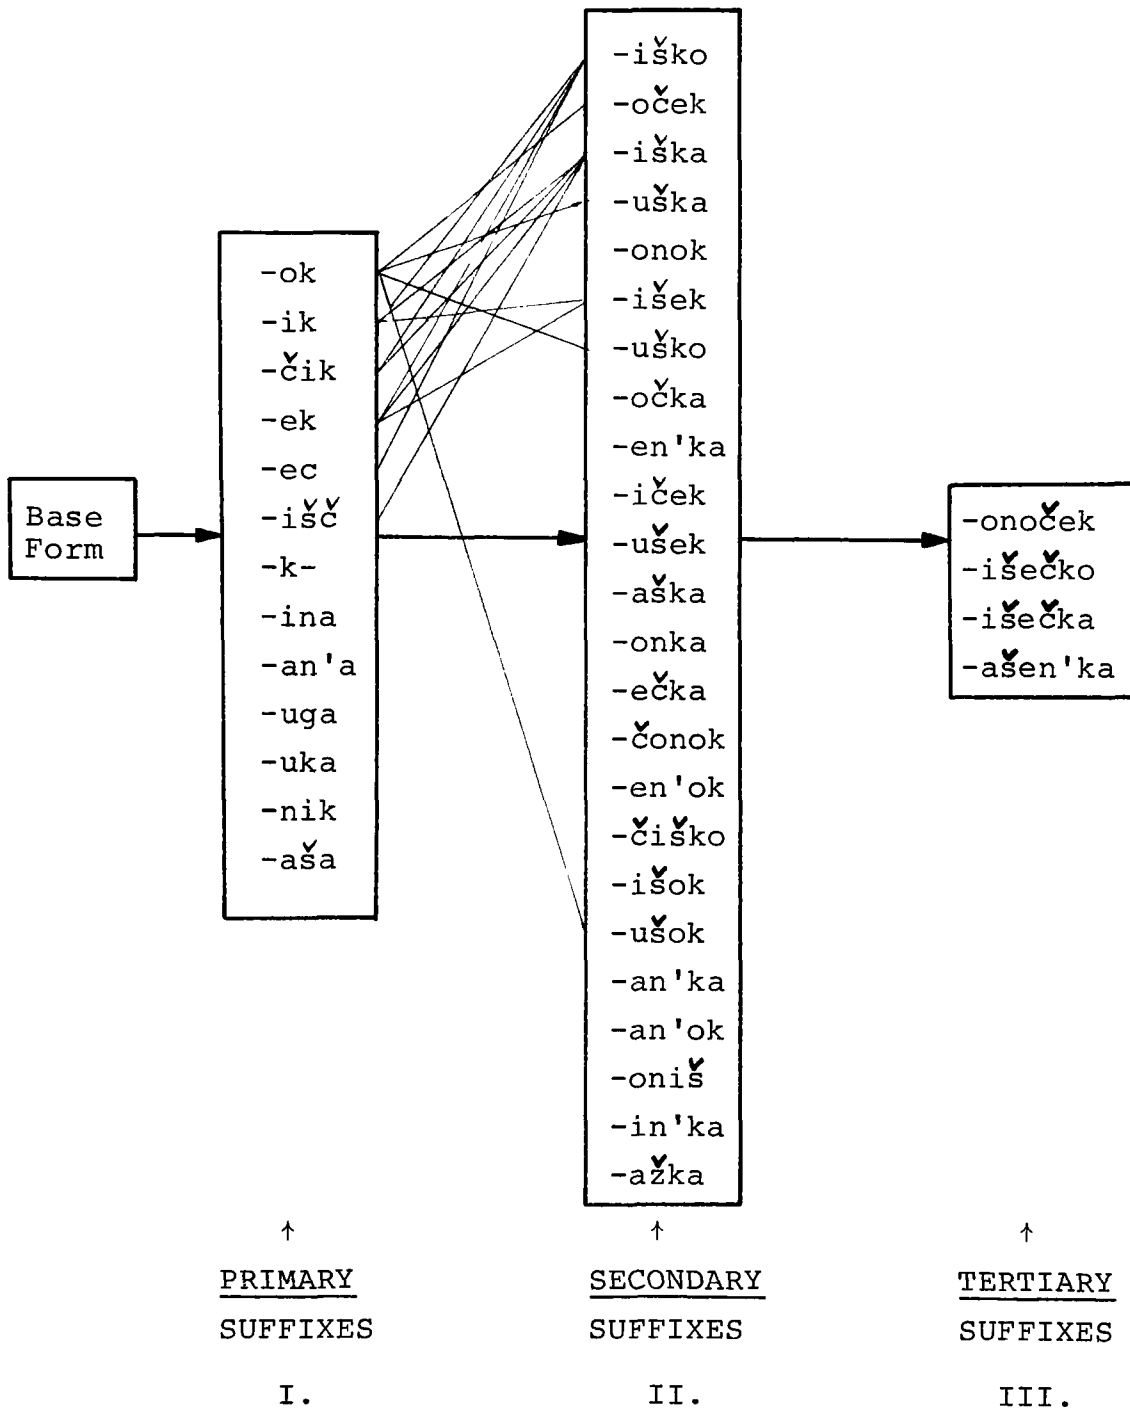 Base
Form
-ok
-ik
-čik
-ek
-ec
-išč
-k-
-ina
-an'a
-uga
-uka
-nik
-aša
-iško
-oček
-iška
-uška
-onok
-išek
-uško
-očka
-en'ka
-iček
-ušek
-aška
-onka
-ečka
-čonok
-en'ok
-čiško
-išok
-ušok
-an'ka
-an'ok
-oniš
-in'ka
-ažka
-onoček
-išečko
-išečka
-ašen'ka
↑ ↑ ↑
PRIMARY SECONDARY TERTIARY
SUFFIXES SUFFIXES SUFFIXES
I. II. III.